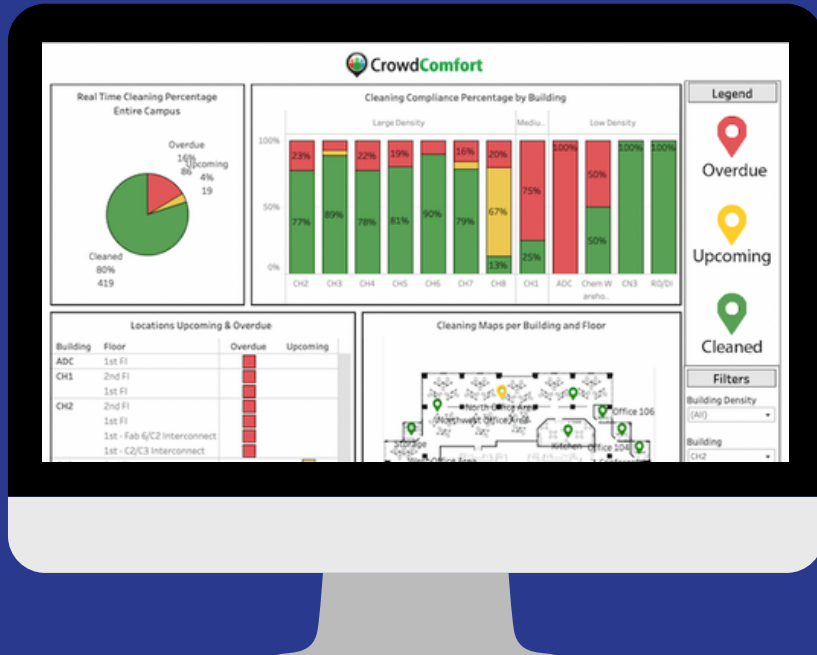 CrowdComfort
Real Time Cleaning Percentage
Entire Campus
Overdue
16%
86
Upcoming
4%
19
Cleaned
80%
419
Cleaning Compliance Percentage by Building
Large Density
Mediu..
Low Density
100%
50%
0%
23%
22%
19%
16%
20%
75%
100%
50%
100%
100%
77%
89%
78%
81%
90%
79%
67%
13%
25%
50%
CH2
CH3
CH4
CH5
CH6
CH7
CH8
CH1
ADC
Chem W
areho..
CN3
RO/DI
Legend
Overdue
Upcoming
Cleaned
Filters
Building Density
(All)
Building
CH2
Locations Upcoming & Overdue
Building Floor Overdue Upcoming
ADC 1st Fl
CH1 2nd Fl
1st Fl
CH2 2nd Fl
1st Fl
1st - Fab 6/C2 Interconnect
1st - C2/C3 Interconnect
Cleaning Maps per Building and Floor
North Office Area
Northwest Office Area
Office 106
Storage
Kitchen
Office 104